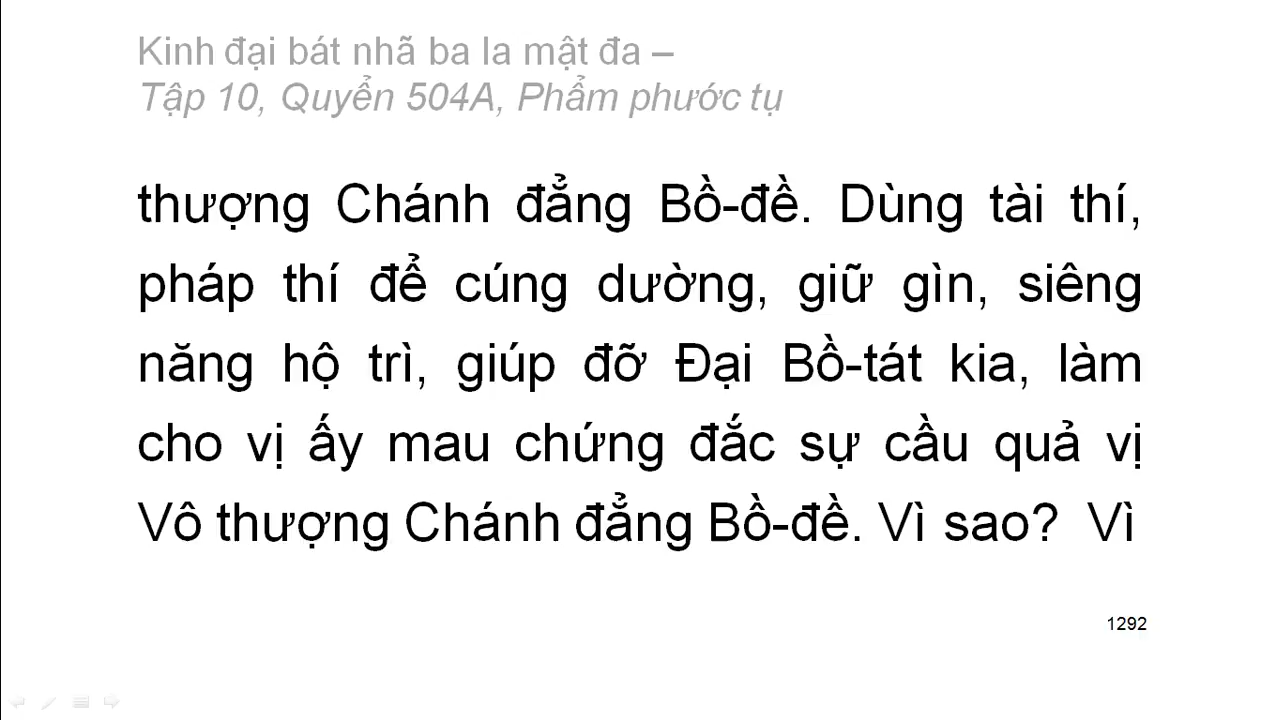 Kinh đại bát nhã ba la mật đa –
Tập 10, Quyển 504A, Phẩm phước tụ
thượng Chánh đẳng Bồ-đề. Dùng tài thí,
pháp thí để cúng dường, giữ gìn, siêng
năng hộ trì, giúp đỡ Đại Bồ-tát kia, làm
cho vị ấy mau chứng đắc sự cầu quả vị
Vô thượng Chánh đẳng Bồ-đề. Vì sao?  Vì
1292